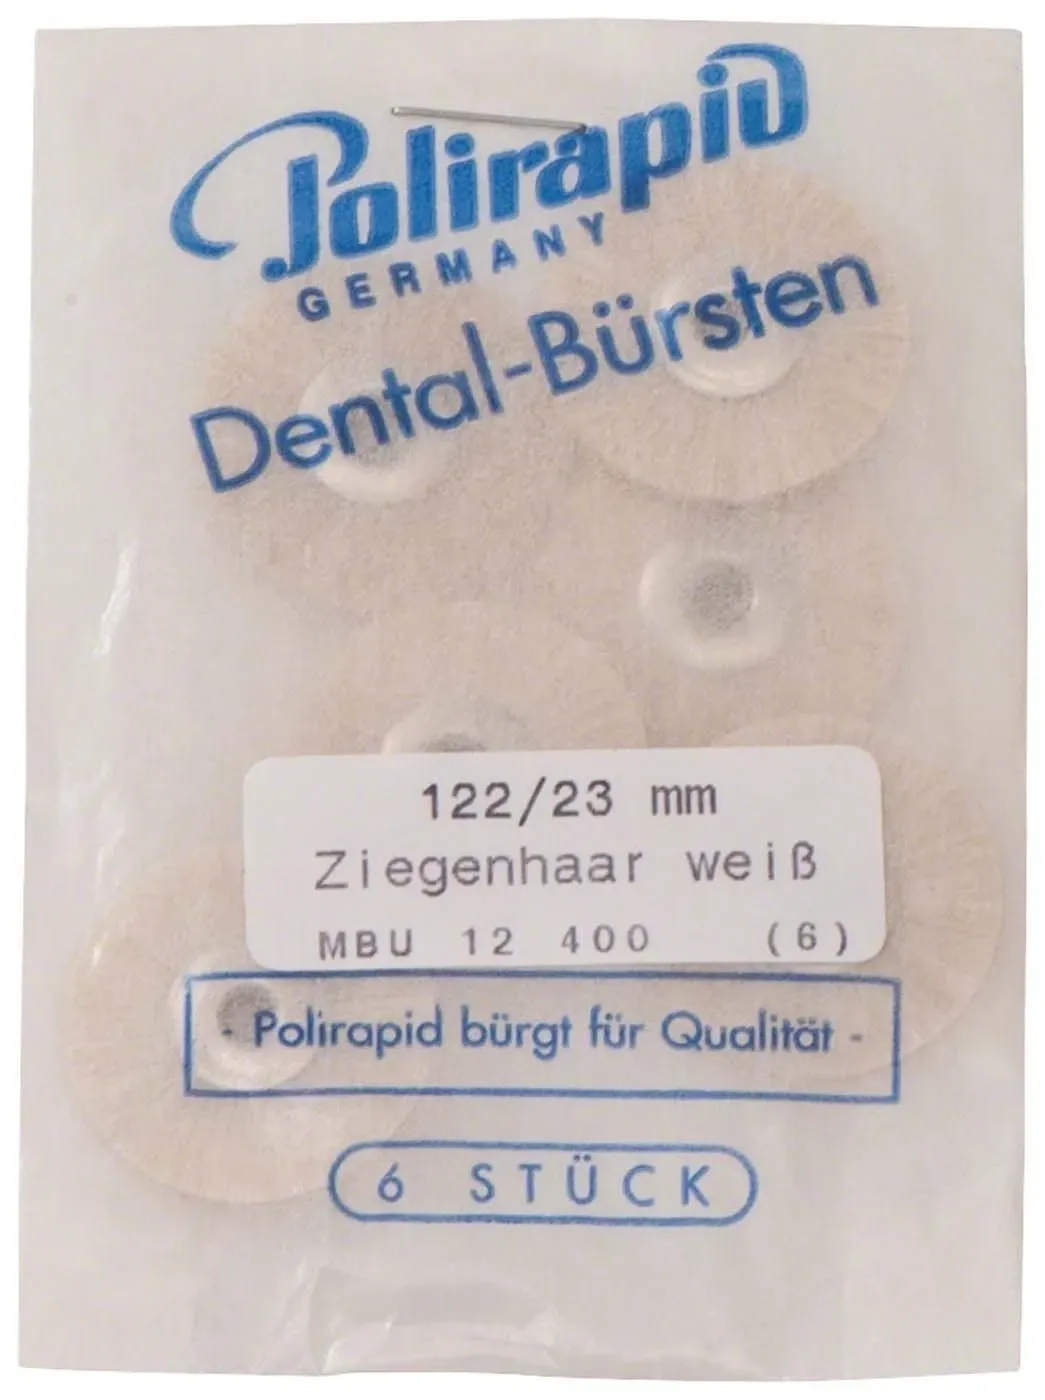 Polirapid
GERMANY
Dental-Bürsten
122/23 mm
Ziegenhaar weiß
MBU 12 400 (6)
- Polirapid bürgt für Qualität -
6 STÜCK